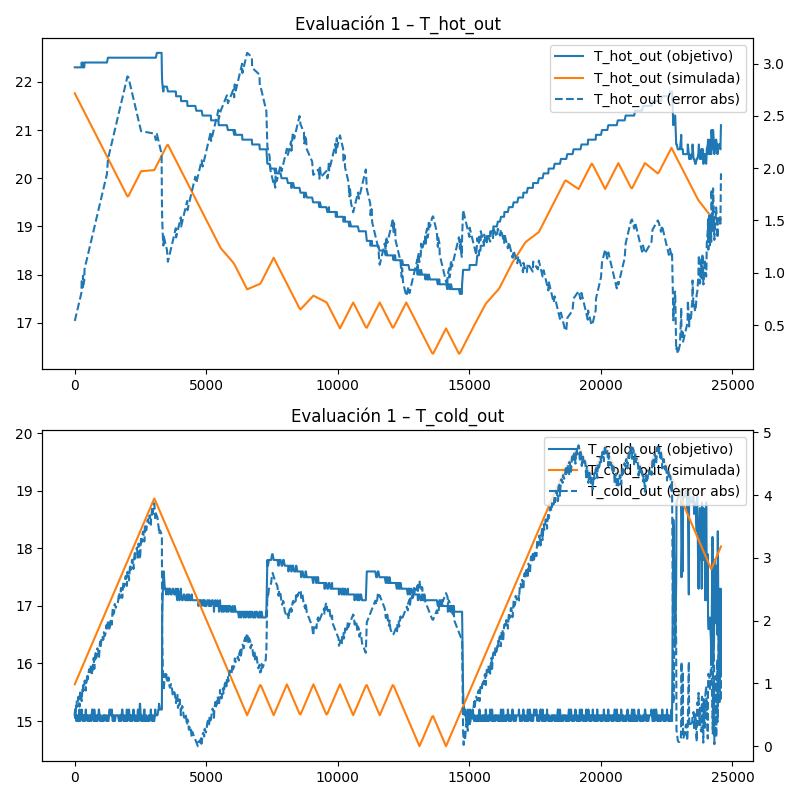 Evaluación 1 – T_hot_out
T_hot_out (objetivo)
T_hot_out (simulada)
T_hot_out (error abs)
22
21
20
19
18
17
3.0
2.5
2.0
1.5
1.0
0.5
0 5000 10000 15000 20000 25000
Evaluación 1 – T_cold_out
T_cold_out (objetivo)
T_cold_out (simulada)
T_cold_out (error abs)
20
19
18
17
16
15
5
4
3
2
1
0
0 5000 10000 15000 20000 25000